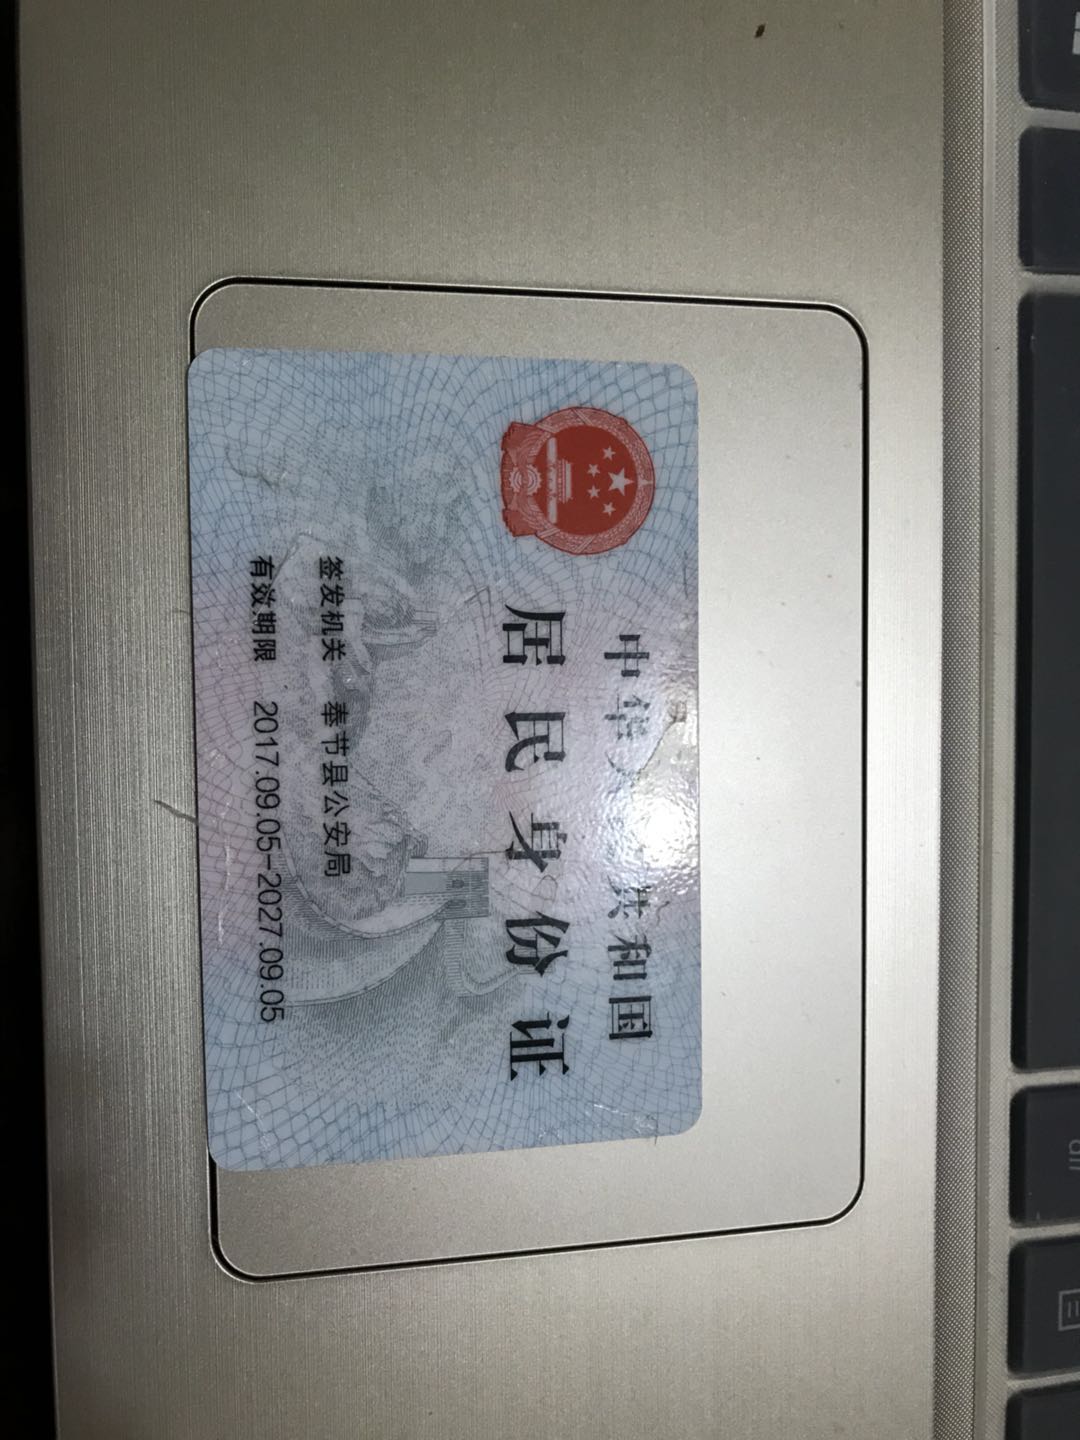 中华人 共和国
居民身份证
签发机关 奉节县公安局
有效期限 2017.09.05-2027.09.05